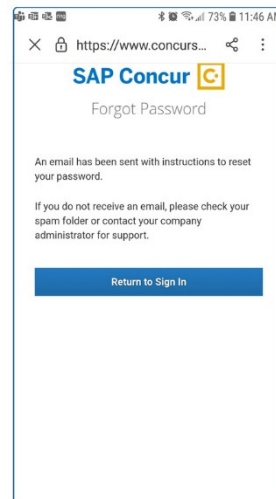 73% 11:46 AM
https://www.concurs...
SAP Concur C
Forgot Password
An email has been sent with instructions to reset
your password.
If you do not receive an email, please check your
spam folder or contact your company
administrator for support.
Return to Sign In